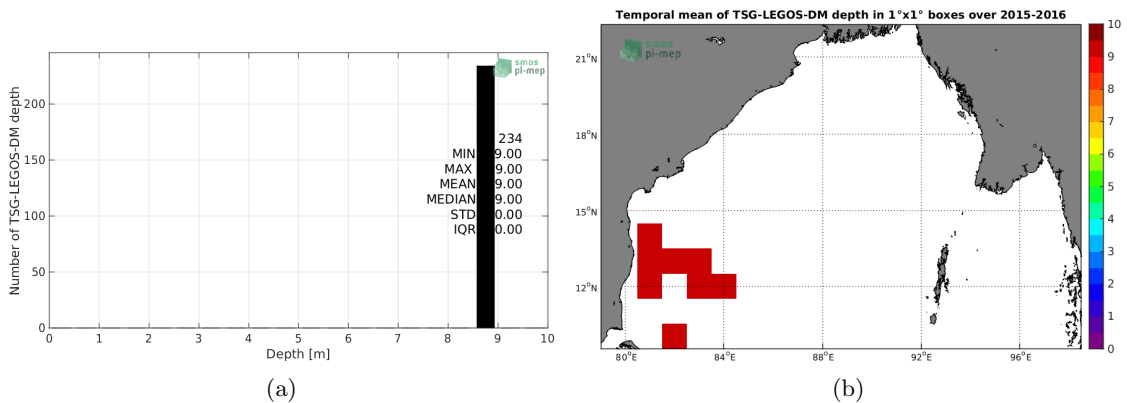 smos
pi-mep
Number of TSG-LEGOS-DM depth
200
150
100
50
0
234
MIN 9.00
MAX 9.00
MEAN 9.00
MEDIAN 9.00
STD 0.00
IQR 0.00
0 1 2 3 4 5 6 7 8 9 10
Depth [m]
(a)
Temporal mean of TSG-LEGOS-DM depth in 1°x1° boxes over 2015-2016
smos
pi-mep
21°N
18°N
15°N
12°N
80°E 84°E 88°E 92°E 96°E
10
9
8
7
6
5
4
3
2
1
0
(b)